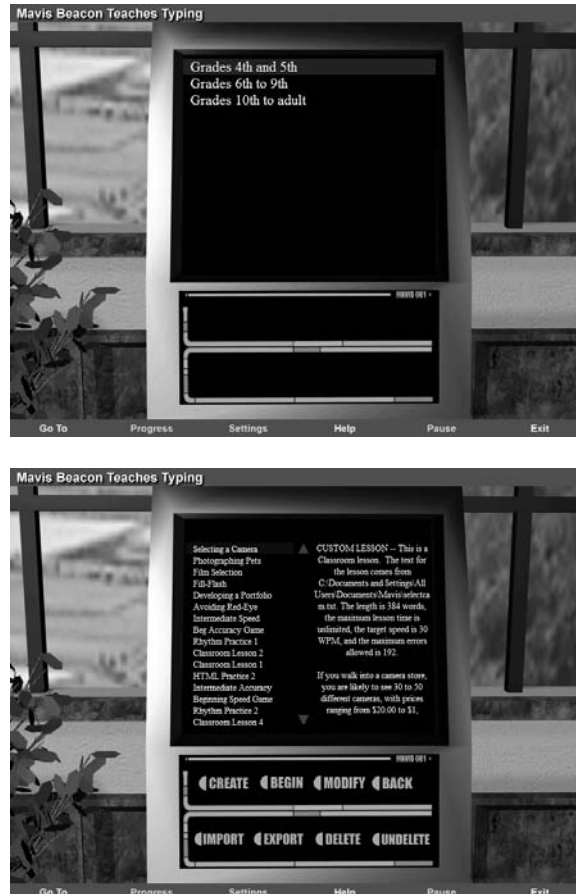 Mavis Beacon Teaches Typing
Grades 4th and 5th
Grades 6th to 9th
Grades 10th to adult
MAVIS 001
Go To Progress Settings Help Pause Exit
Mavis Beacon Teaches Typing
Selecting a Camera
Photographing Pets
Film Selection
Fill-Flash
Developing a Portfolio
Avoiding Red-Eye
Intermediate Speed
Beg Accuracy Game
Rhythm Practice 1
Classroom Lesson 2
Classroom Lesson 1
HTML Practice 2
Intermediate Accuracy
Beginning Speed Game
Rhythm Practice 2
Classroom Lesson 4
CUSTOM LESSON -- This is a
Classroom lesson. The text for
the lesson comes from
C:\Documents and Settings\All
Users\Documents\Mavis\selectca
m.txt. The length is 384 words,
the maximum lesson time is
unlimited, the target speed is 30
WPM, and the maximum errors
allowed is 192.
If you walk into a camera store,
you are likely to see 30 to 50
different cameras, with prices
ranging from $20.00 to $1,
MAVIS 001
CREATE BEGIN MODIFY BACK
IMPORT EXPORT DELETE UNDELETE
Go To Progress Settings Help Pause Exit